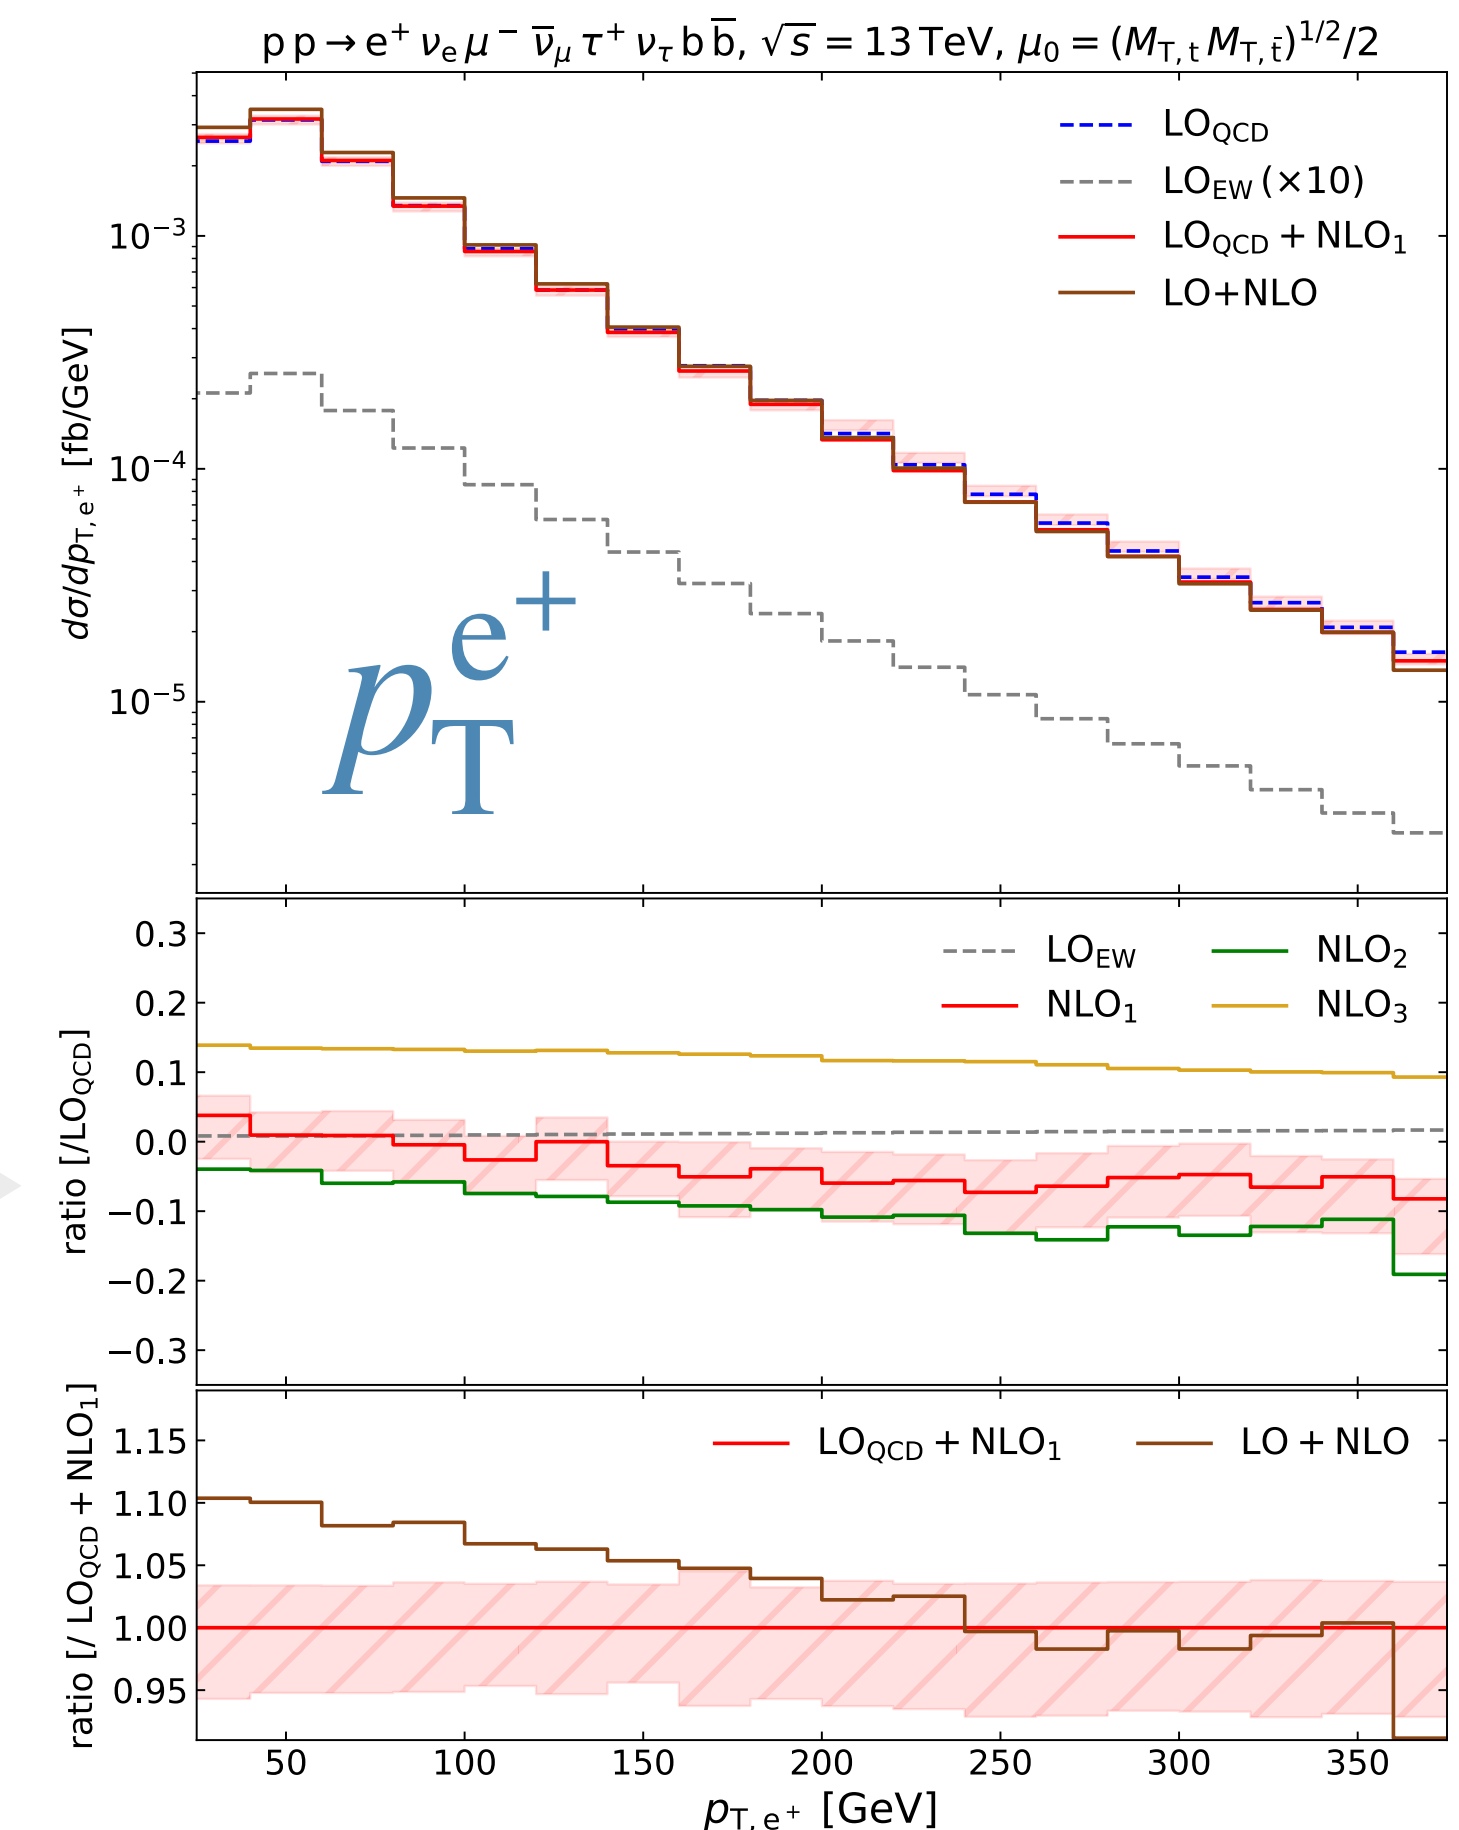 p p → e⁺ ν_e μ⁻ ν̄_μ τ⁺ ν_τ b b̄, √s = 13 TeV, μ₀ = (M_T,t M_T,t̄)^1/2/2
LO_QCD
LO_EW (×10)
LO_QCD + NLO₁
LO+NLO
dσ/dp_T,e⁺ [fb/GeV]
10⁻³
10⁻⁴
10⁻⁵
p_T^e⁺
LO_EW
NLO₂
NLO₁
NLO₃
ratio [/LO_QCD]
0.3
0.2
0.1
0.0
−0.1
−0.2
−0.3
LO_QCD + NLO₁
LO + NLO
ratio [/ LO_QCD + NLO₁]
1.15
1.10
1.05
1.00
0.95
50 100 150 200 250 300 350
p_T,e⁺ [GeV]